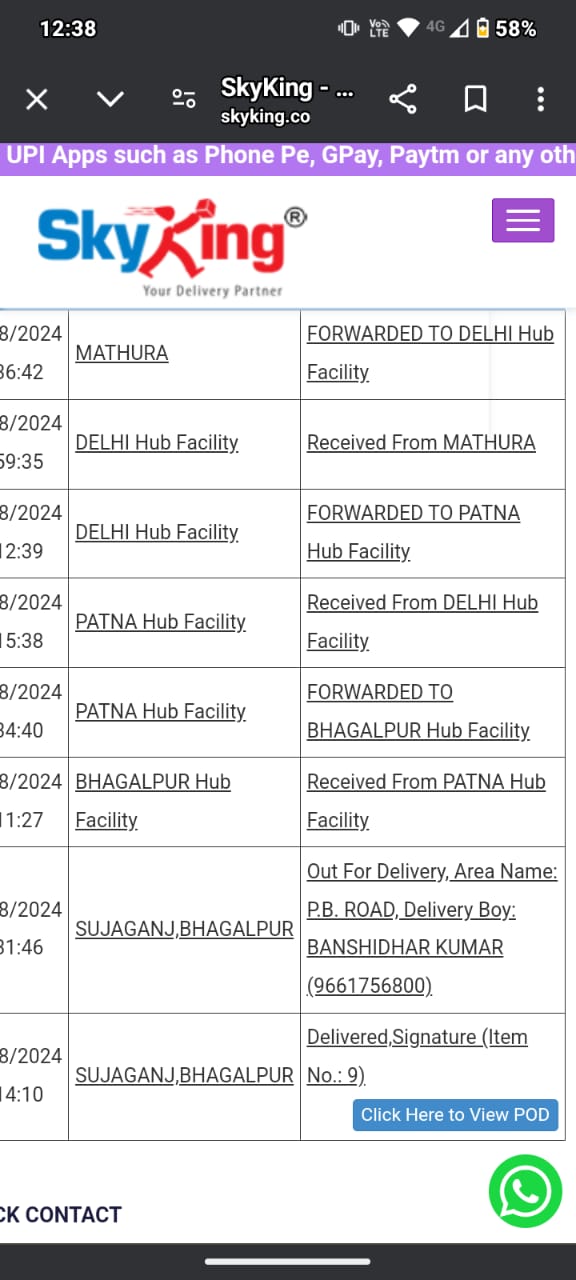 12:38
Vo LTE 4G 58%
SkyKing - ...
skyking.co
UPI Apps such as Phone Pe, GPay, Paytm or any oth
SkyKing®
Your Delivery Partner
8/2024
36:42
MATHURA
FORWARDED TO DELHI Hub
Facility
8/2024
59:35
DELHI Hub Facility
Received From MATHURA
8/2024
12:39
DELHI Hub Facility
FORWARDED TO PATNA
Hub Facility
8/2024
15:38
PATNA Hub Facility
Received From DELHI Hub
Facility
8/2024
34:40
PATNA Hub Facility
FORWARDED TO
BHAGALPUR Hub Facility
8/2024
11:27
BHAGALPUR Hub
Facility
Received From PATNA Hub
Facility
8/2024
31:46
SUJAGANJ,BHAGALPUR
Out For Delivery, Area Name:
P.B. ROAD, Delivery Boy:
BANSHIDHAR KUMAR
(9661756800)
8/2024
14:10
SUJAGANJ,BHAGALPUR
Delivered,Signature (Item
No.: 9)
Click Here to View POD
CK CONTACT